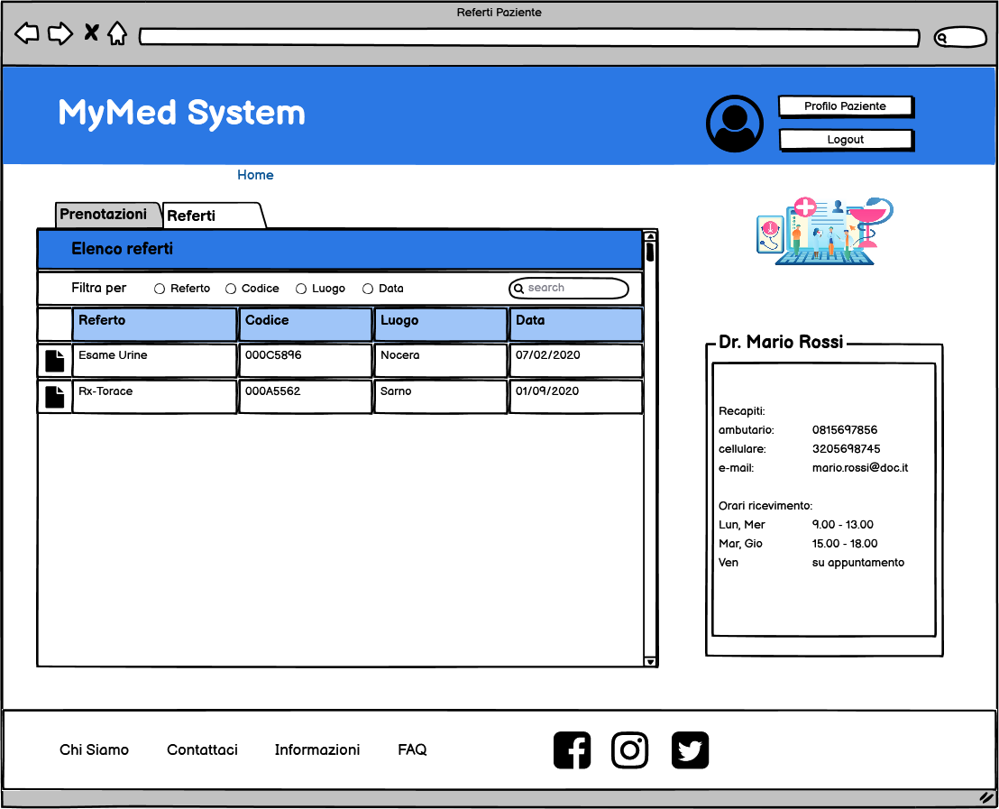 Referti Paziente
MyMed System
Profilo Paziente
Logout
Home
Prenotazioni
Referti
Elenco referti
Filtra per Referto Codice Luogo Data search
Referto Codice Luogo Data
Esame Urine 000C5896 Nocera 07/02/2020
Rx-Torace 000A5562 Sarno 01/09/2020
Dr. Mario Rossi
Recapiti:
ambutario: 0815697856
cellulare: 3205698745
e-mail: mario.rossi@doc.it
Orari ricevimento:
Lun, Mer 9.00 - 13.00
Mar, Gio 15.00 - 18.00
Ven su appuntamento
Chi Siamo Contattaci Informazioni FAQ